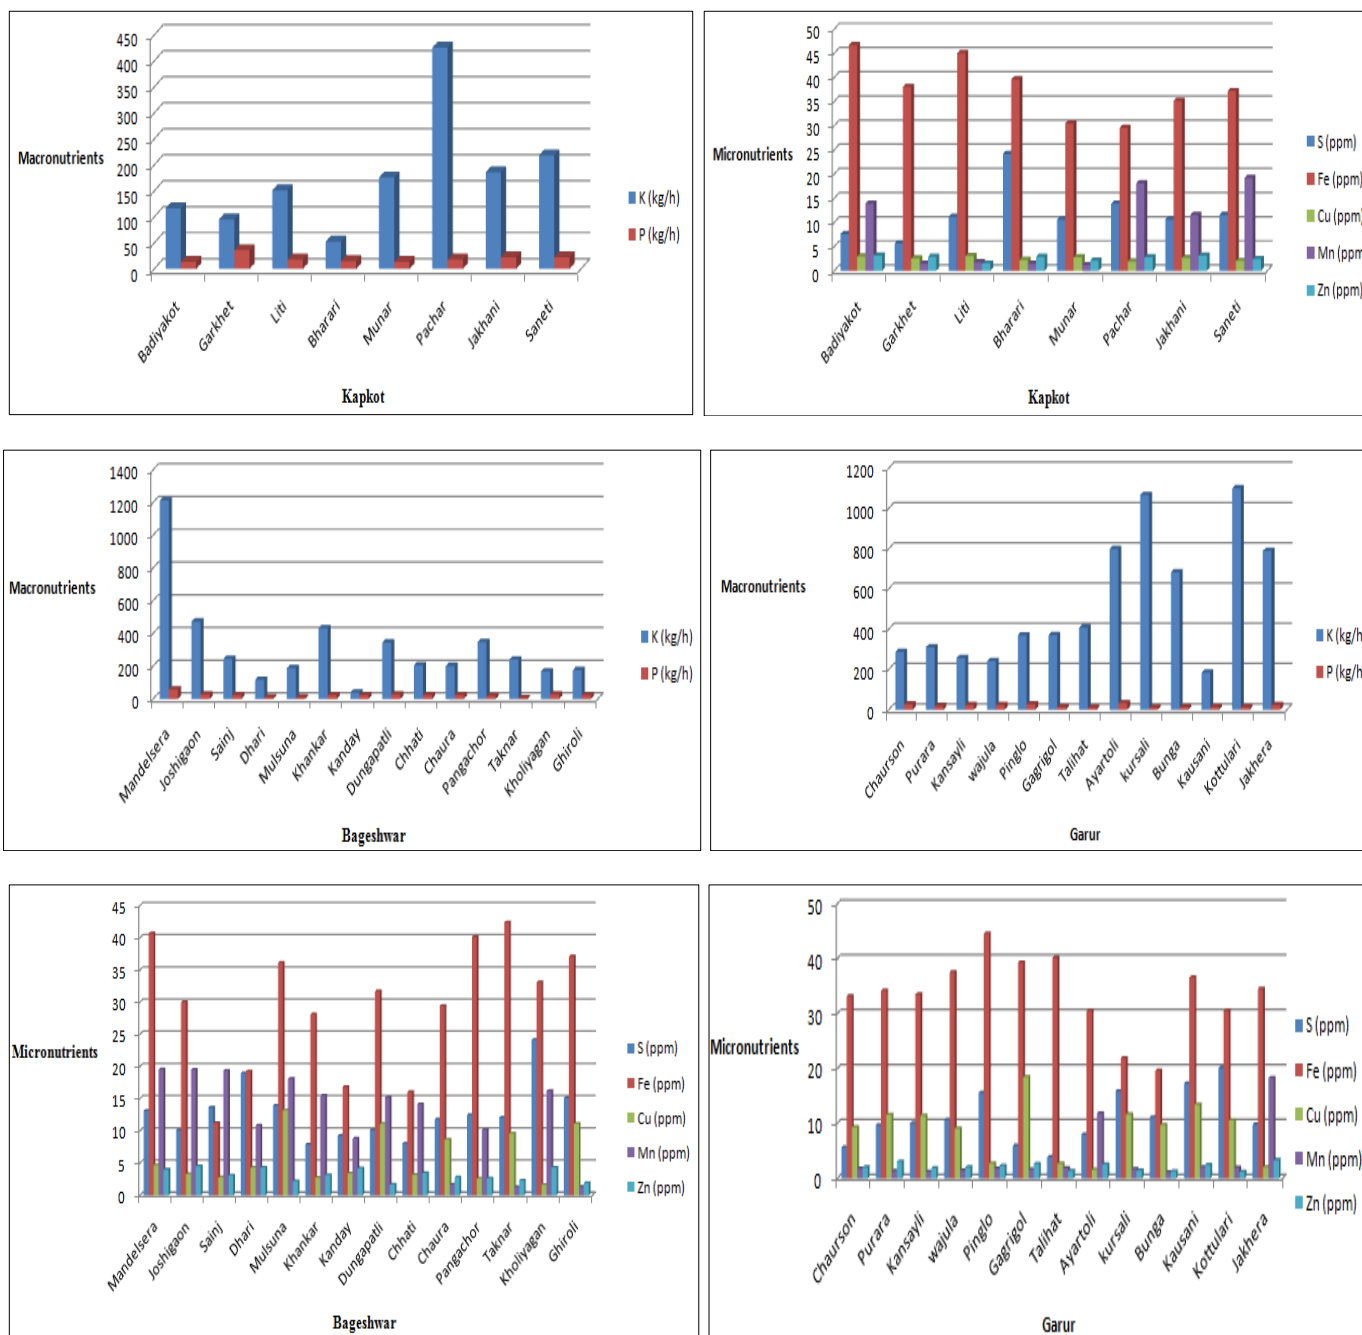 450
400
350
300
250
200
150
100
50
0
Macronutrients
K (kg/h)
P (kg/h)
Badiyakot
Garkhet
Liti
Bharari
Munar
Pachar
Jakhani
Saneti
Kapkot
50
45
40
35
30
25
20
15
10
5
0
Micronutrients
S (ppm)
Fe (ppm)
Cu (ppm)
Mn (ppm
Zn (ppm)
Badiyakot
Garkhet
Liti
Bharari
Munar
Pachar
Jakhani
Saneti
Kapkot
1400
1200
1000
800
600
400
200
0
Macronutrients
K (kg/h)
P (kg/h)
Mandelsera
Joshigaon
Sainj
Dhari
Mulsuna
Khankar
Kanday
Dungapatli
Chhati
Chaura
Pangachor
Taknar
Kholiyagan
Ghiroli
Bageshwar
1200
1000
800
600
400
200
0
Macronutrients
K (kg/h)
P (kg/h)
Chaurson
Purara
Kansayli
wajula
Pinglo
Gagrigol
Talihat
Ayartoli
kursali
Bunga
Kausani
Kottulari
Jakhera
Garur
45
40
35
30
25
20
15
10
5
0
Micronutrients
S (ppm)
Fe (ppm)
Cu (ppm)
Mn (ppm)
Zn (ppm)
Mandelsera
Joshigaon
Sainj
Dhari
Mulsuna
Khankar
Kanday
Dungapatli
Chhati
Chaura
Pangachor
Taknar
Kholiyagan
Ghiroli
Bageshwar
50
40
30
20
10
0
Micronutrients
S (ppm)
Fe (ppm)
Cu (ppm)
Mn (ppm)
Zn (ppm)
Chaurson
Purara
Kansayli
wajula
Pinglo
Gagrigol
Talihat
Ayartoli
kursali
Bunga
Kausani
Kottulari
Jakhera
Garur